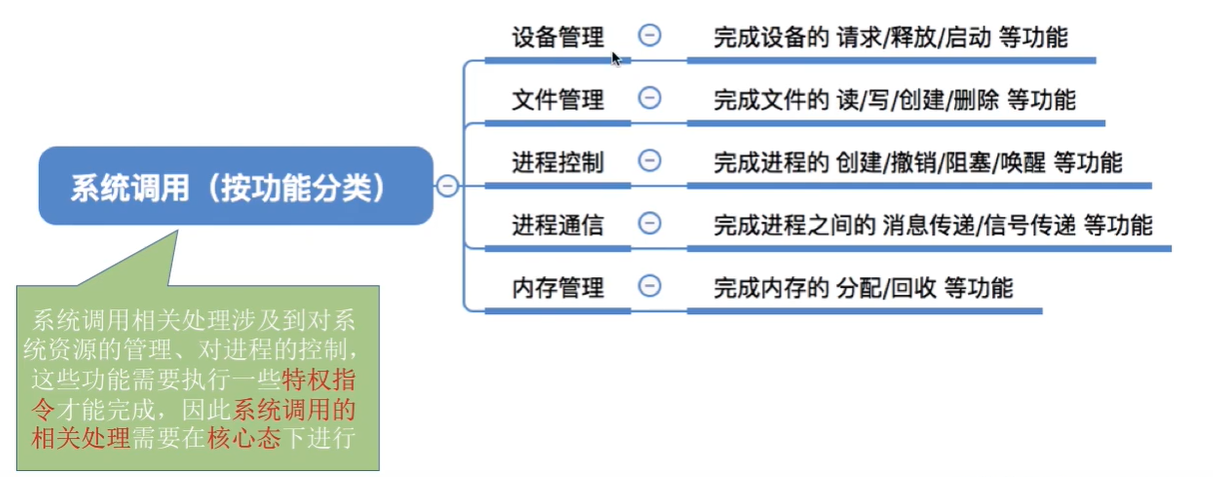 设备管理 完成设备的 请求/释放/启动 等功能
文件管理 完成文件的 读/写/创建/删除 等功能
进程控制 完成进程的 创建/撤销/阻塞/唤醒 等功能
系统调用（按功能分类）
进程通信 完成进程之间的 消息传递/信号传递 等功能
内存管理 完成内存的 分配/回收 等功能
系统调用相关处理涉及到对系
统资源的管理、对进程的控制，
这些功能需要执行一些特权指
令才能完成，因此系统调用的
相关处理需要在核心态下进行